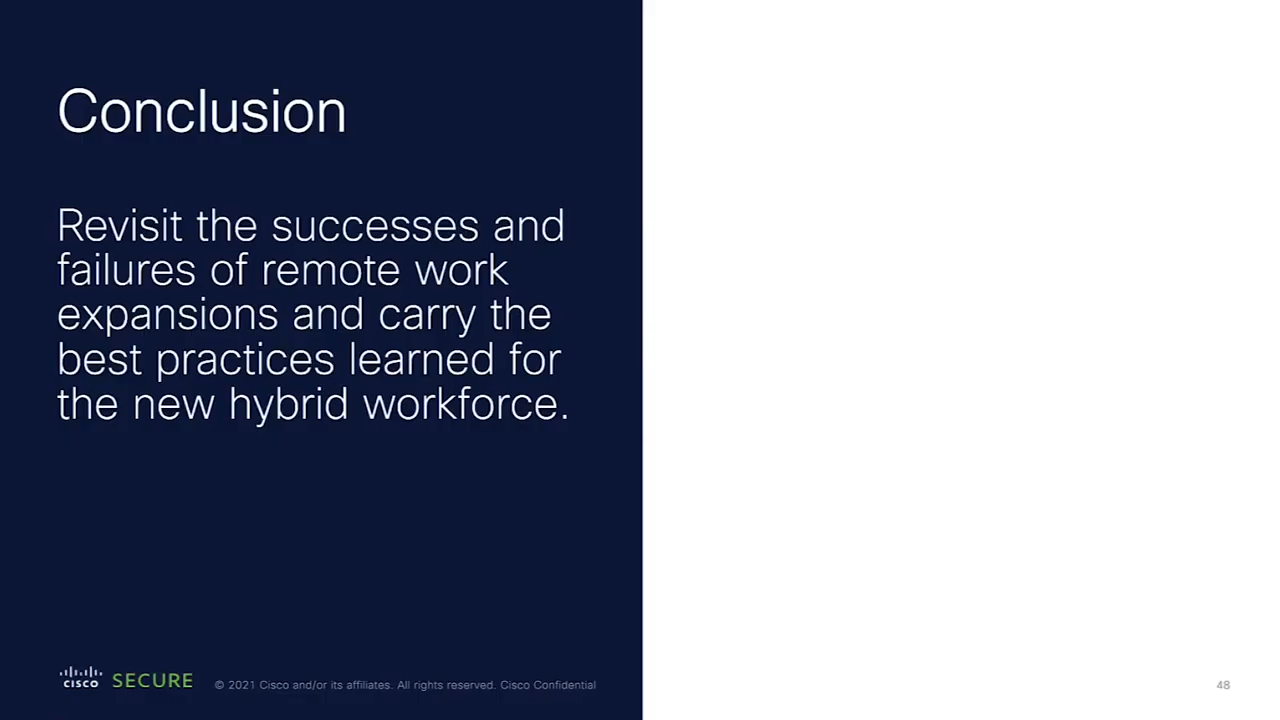 Conclusion
Revisit the successes and
failures of remote work
expansions and carry the
best practices learned for
the new hybrid workforce.
CISCO SECURE © 2021 Cisco and/or its affiliates. All rights reserved. Cisco Confidential
48